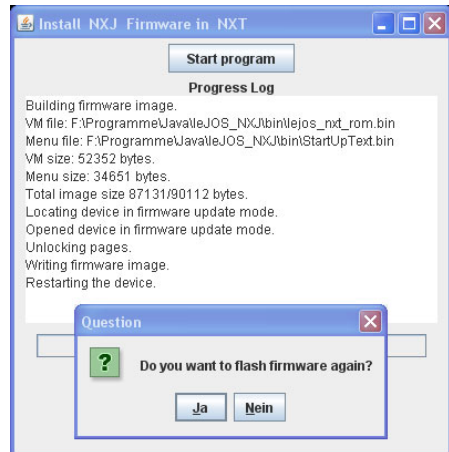 Install NXJ Firmware in NXT
Start program
Progress Log
Building firmware image.
VM file: F:\Programme\Java\leJOS_NXJ\bin\lejos_nxt_rom.bin
Menu file: F:\Programme\Java\leJOS_NXJ\bin\StartUpText.bin
VM size: 52352 bytes.
Menu size: 34651 bytes.
Total image size 87131/90112 bytes.
Locating device in firmware update mode.
Opened device in firmware update mode.
Unlocking pages.
Writing firmware image.
Restarting the device.
Question
Do you want to flash firmware again?
Ja Nein